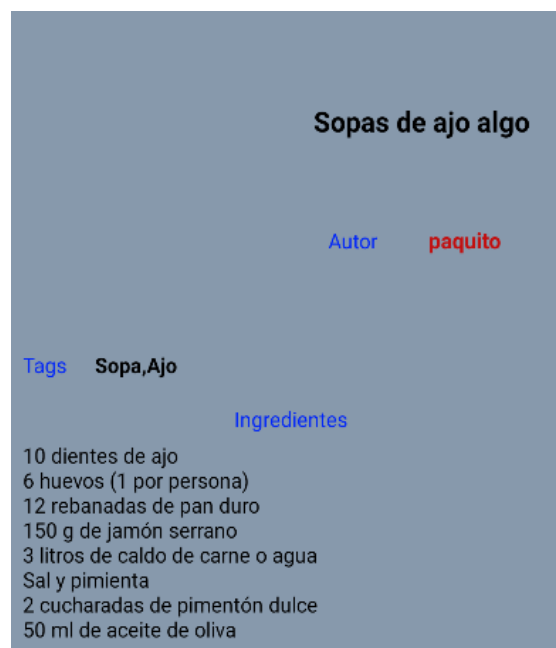 Sopas de ajo algo
Autor paquito
Tags Sopa,Ajo
Ingredientes
10 dientes de ajo
6 huevos (1 por persona)
12 rebanadas de pan duro
150 g de jamón serrano
3 litros de caldo de carne o agua
Sal y pimienta
2 cucharadas de pimentón dulce
50 ml de aceite de oliva